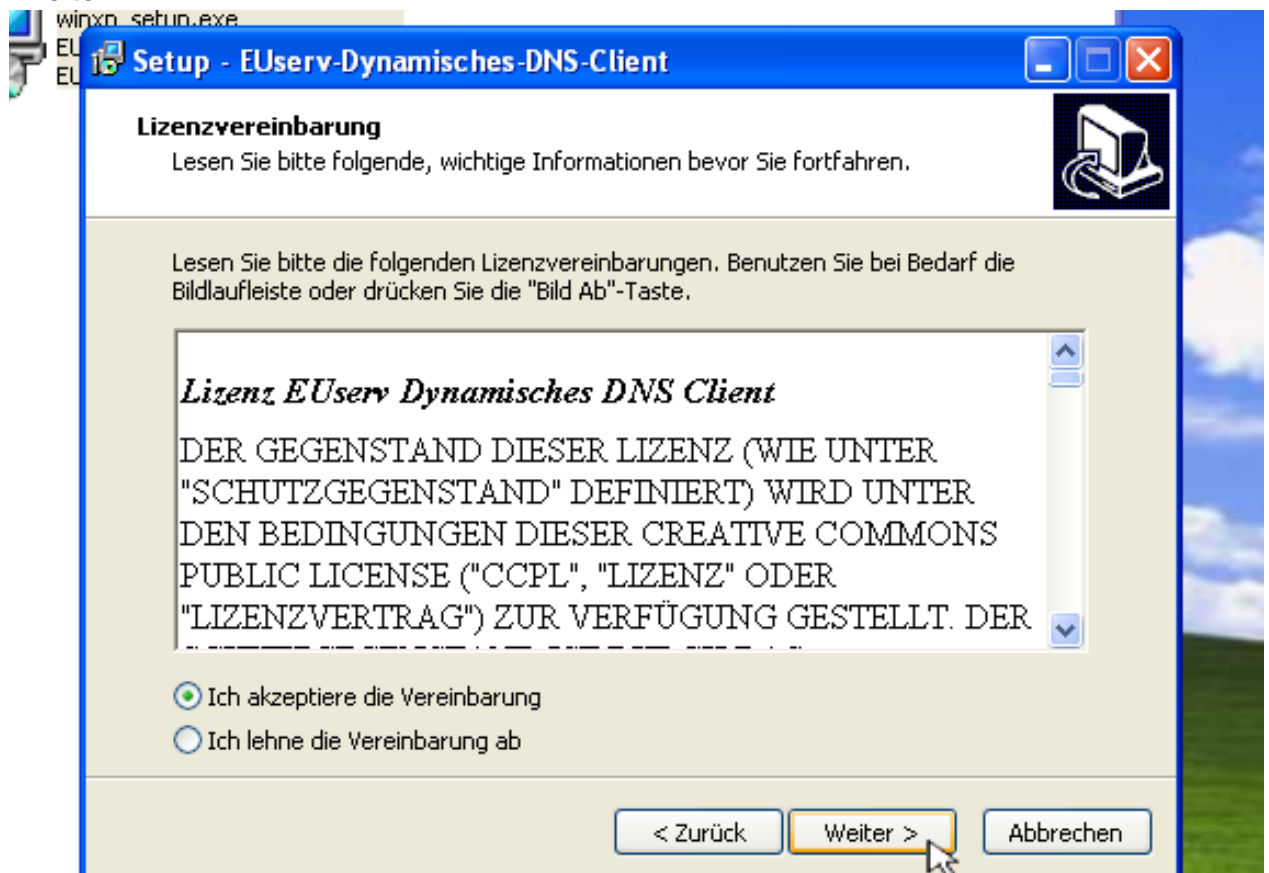 winxp_setup.exe
EU
EU
Setup - EUserv-Dynamisches-DNS-Client
Lizenzvereinbarung
Lesen Sie bitte folgende, wichtige Informationen bevor Sie fortfahren.
Lesen Sie bitte die folgenden Lizenzvereinbarungen. Benutzen Sie bei Bedarf die
Bildlaufleiste oder drücken Sie die "Bild Ab"-Taste.
Lizenz EUserv Dynamisches DNS Client
DER GEGENSTAND DIESER LIZENZ (WIE UNTER
"SCHUTZGEGENSTAND" DEFINIERT) WIRD UNTER
DEN BEDINGUNGEN DIESER CREATIVE COMMONS
PUBLIC LICENSE ("CCPL", "LIZENZ" ODER
"LIZENZVERTRAG") ZUR VERFÜGUNG GESTELLT. DER
Ich akzeptiere die Vereinbarung
Ich lehne die Vereinbarung ab
< Zurück
Weiter >
Abbrechen